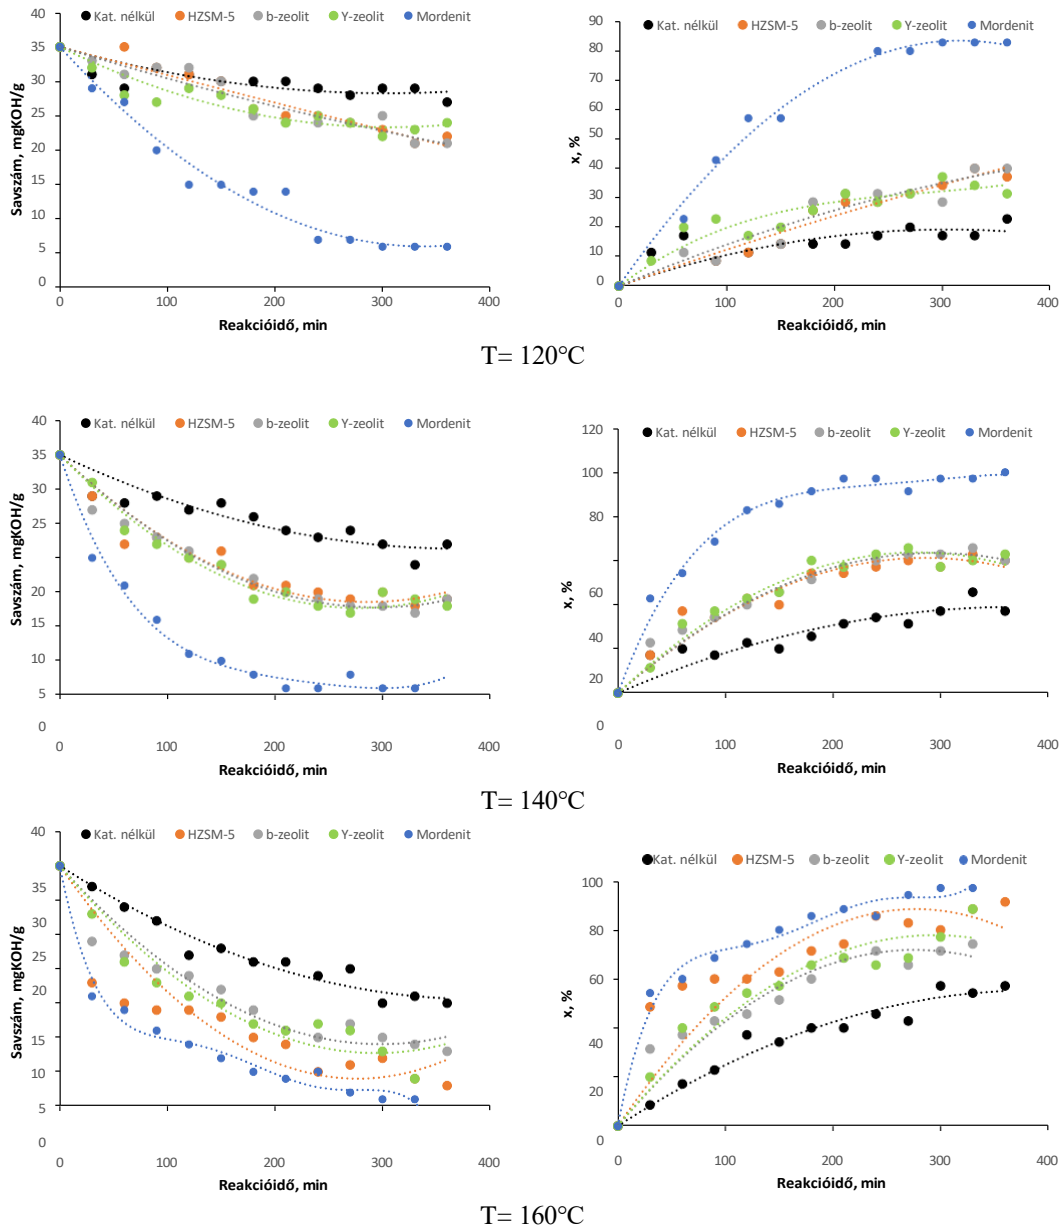 Kat. nélkül HZSM-5 b-zeolit Y-zeolit Mordenit
Savszám, mgKOH/g
35
35
30
25
20
15
10
5
0
0 100 200 300 400
Reakcióidő, min
Kat. nélkül HZSM-5 b-zeolit Y-zeolit Mordenit
x, %
90
80
70
60
50
40
30
20
10
0
0 100 200 300 400
Reakcióidő, min
T= 120°C
Kat. nélkül HZSM-5 b-zeolit Y-zeolit Mordenit
Savszám, mgKOH/g
40
35
30
25
20
15
10
5
0
0 100 200 300 400
Reakcióidő, min
Kat. nélkül HZSM-5 b-zeolit Y-zeolit Mordenit
x, %
120
100
80
60
40
20
0
0 100 200 300 400
Reakcióidő, min
T= 140°C
Kat. nélkül HZSM-5 b-zeolit Y-zeolit Mordenit
Savszám, mgKOH/g
40
35
30
25
20
15
10
5
0
0 100 200 300 400
Reakcióidő, min
Kat. nélkül HZSM-5 b-zeolit Y-zeolit Mordenit
x, %
100
80
60
40
20
0
0 100 200 300 400
Reakcióidő, min
T= 160°C